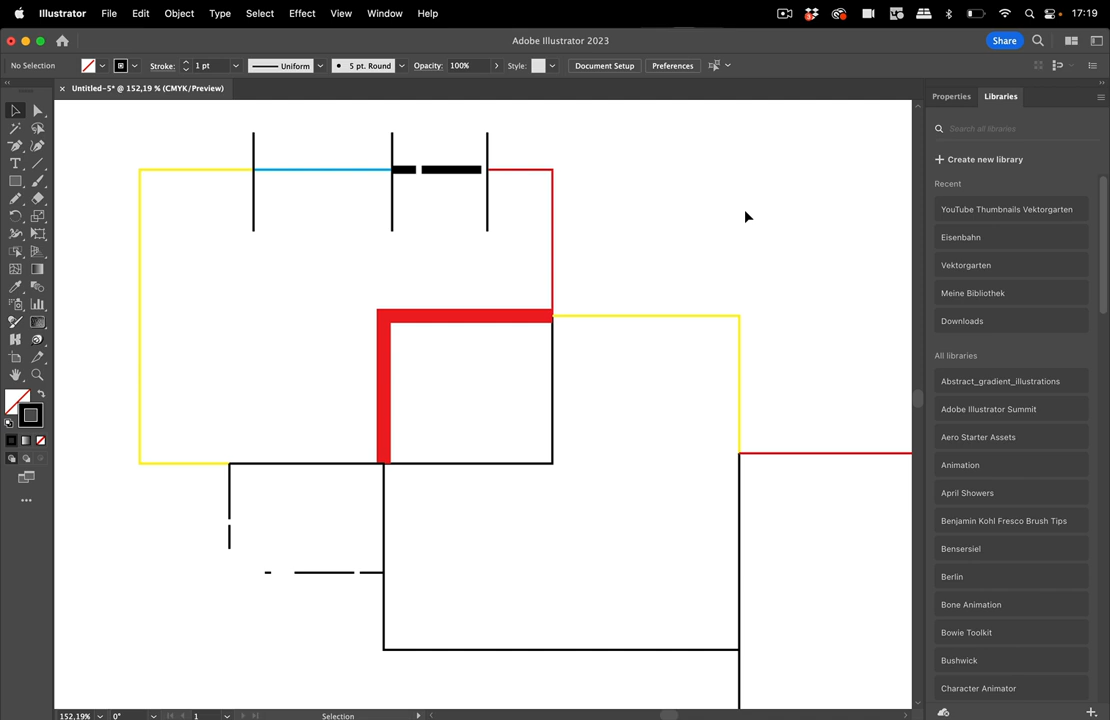 Illustrator File Edit Object Type Select Effect View Window Help
3
17:19
Adobe Illustrator 2023
Share
No Selection
Stroke:
1 pt
Uniform
5 pt. Round
Opacity:
100%
Style:
Document Setup
Preferences
Untitled-5* @ 152,19 % (CMYK/Preview)
Properties
Libraries
Search all libraries
Create new library
Recent
YouTube Thumbnails Vektorgarten
Eisenbahn
Vektorgarten
Meine Bibliothek
Downloads
All libraries
Abstract_gradient_illustrations
Adobe Illustrator Summit
Aero Starter Assets
Animation
April Showers
Benjamin Kohl Fresco Brush Tips
Bensersiel
Berlin
Bone Animation
Bowie Toolkit
Bushwick
Character Animator
152,19%
0°
1
Selection